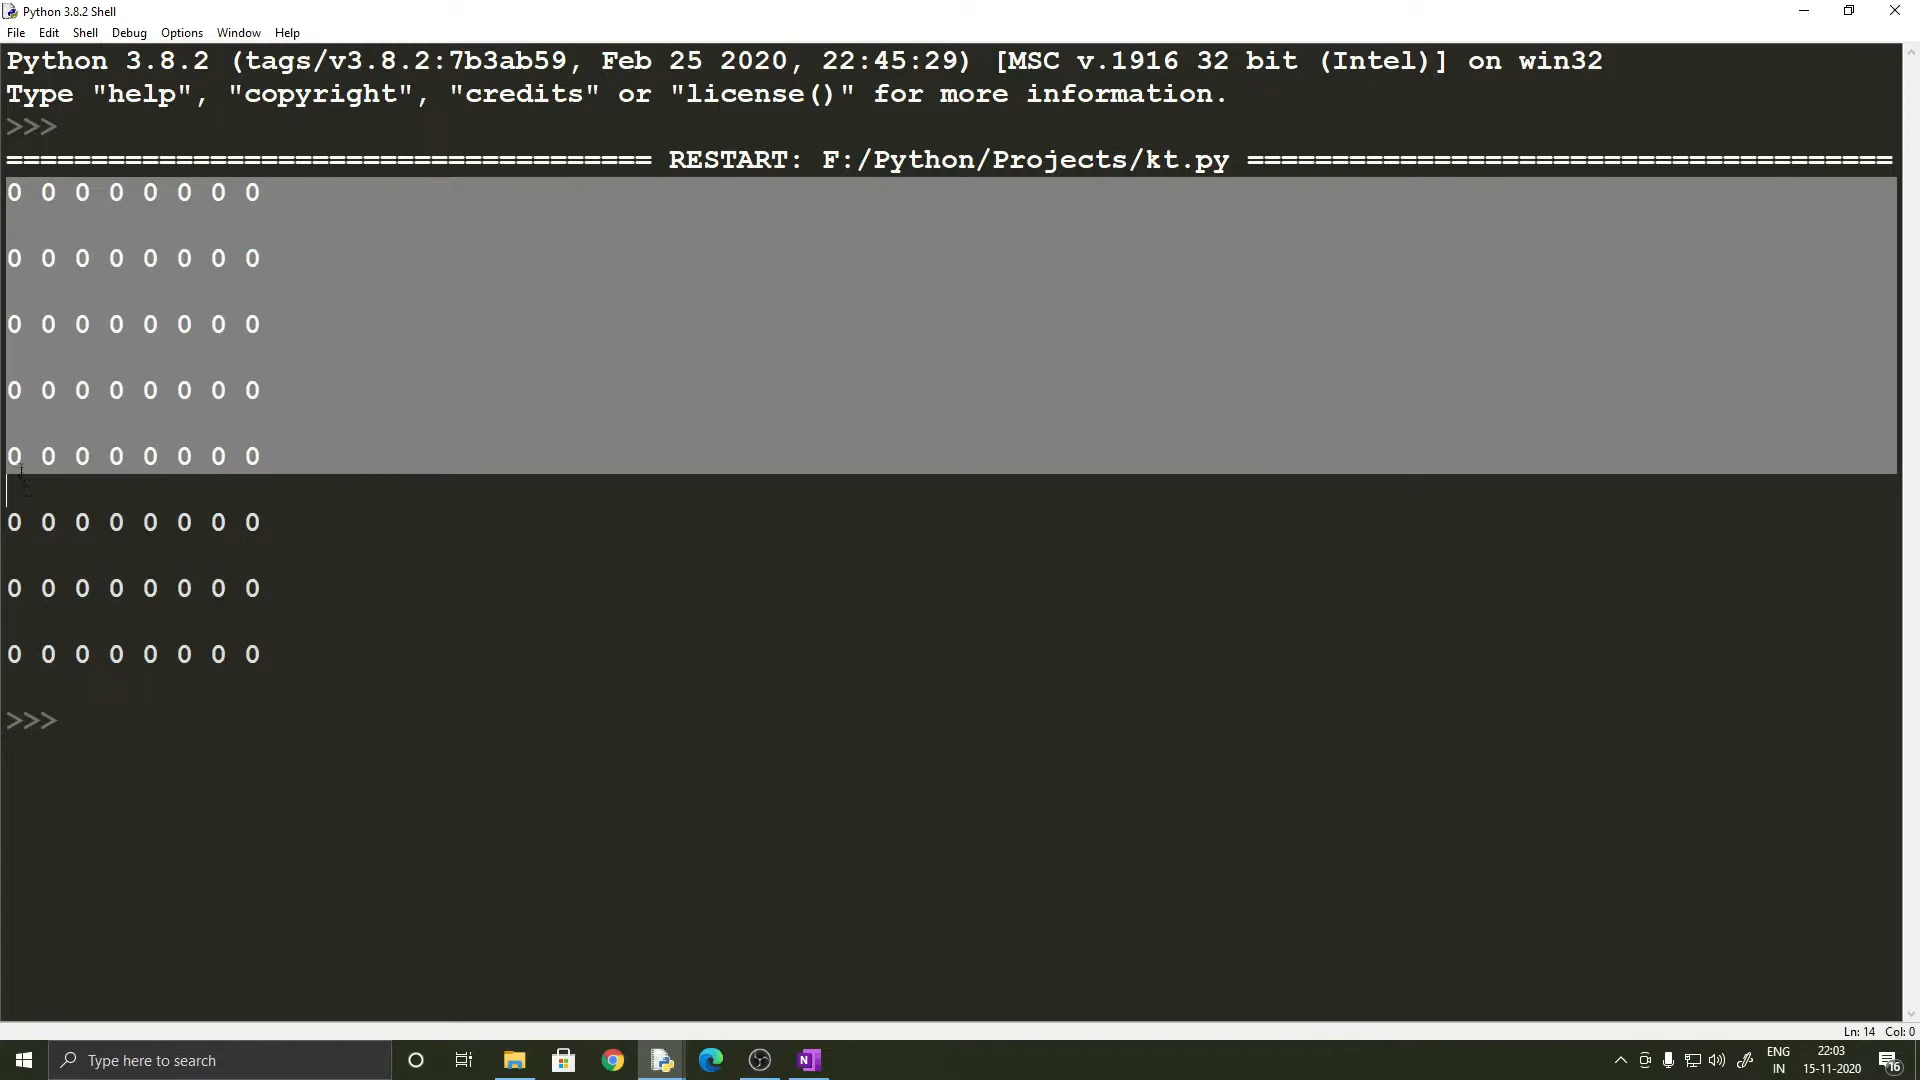 Python 3.8.2 Shell
File Edit Shell Debug Options Window Help
Python 3.8.2 (tags/v3.8.2:7b3ab59, Feb 25 2020, 22:45:29) [MSC v.1916 32 bit (Intel)] on win32
Type "help", "copyright", "credits" or "license()" for more information.
>>>
====================================== RESTART: F:/Python/Projects/kt.py ======================================
0 0 0 0 0 0 0 0
0 0 0 0 0 0 0 0
0 0 0 0 0 0 0 0
0 0 0 0 0 0 0 0
0 0 0 0 0 0 0 0
0 0 0 0 0 0 0 0
0 0 0 0 0 0 0 0
0 0 0 0 0 0 0 0
>>>
Ln: 14 Col: 0
Type here to search
N
ENG 22:03
IN 15-11-2020
16